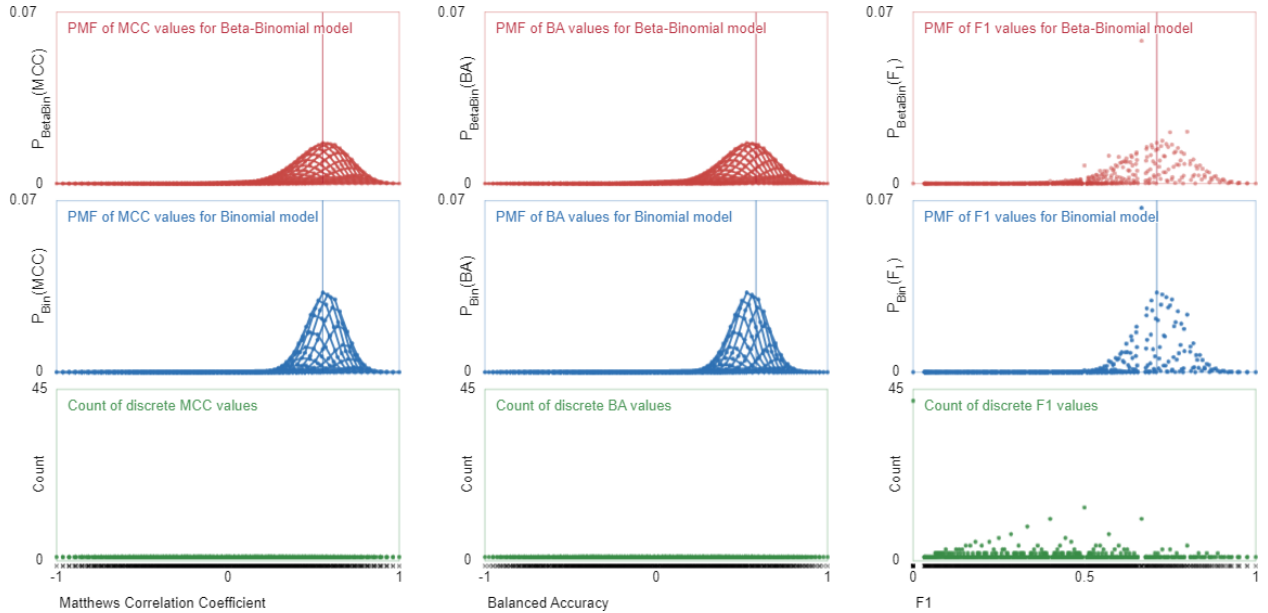 0.07
PMF of MCC values for Beta-Binomial model
P_BetaBin(MCC)
0
0.07
PMF of BA values for Beta-Binomial model
P_BetaBin(BA)
0
0.07
PMF of F1 values for Beta-Binomial model
P_BetaBin(F₁)
0
0.07
PMF of MCC values for Binomial model
P_Bin(MCC)
0
0.07
PMF of BA values for Binomial model
P_Bin(BA)
0
0.07
PMF of F1 values for Binomial model
P_Bin(F₁)
0
45
Count of discrete MCC values
Count
0
-1 0 1
Matthews Correlation Coefficient
45
Count of discrete BA values
Count
0
-1 0 1
Balanced Accuracy
45
Count of discrete F1 values
Count
0
0 0.5 1
F1